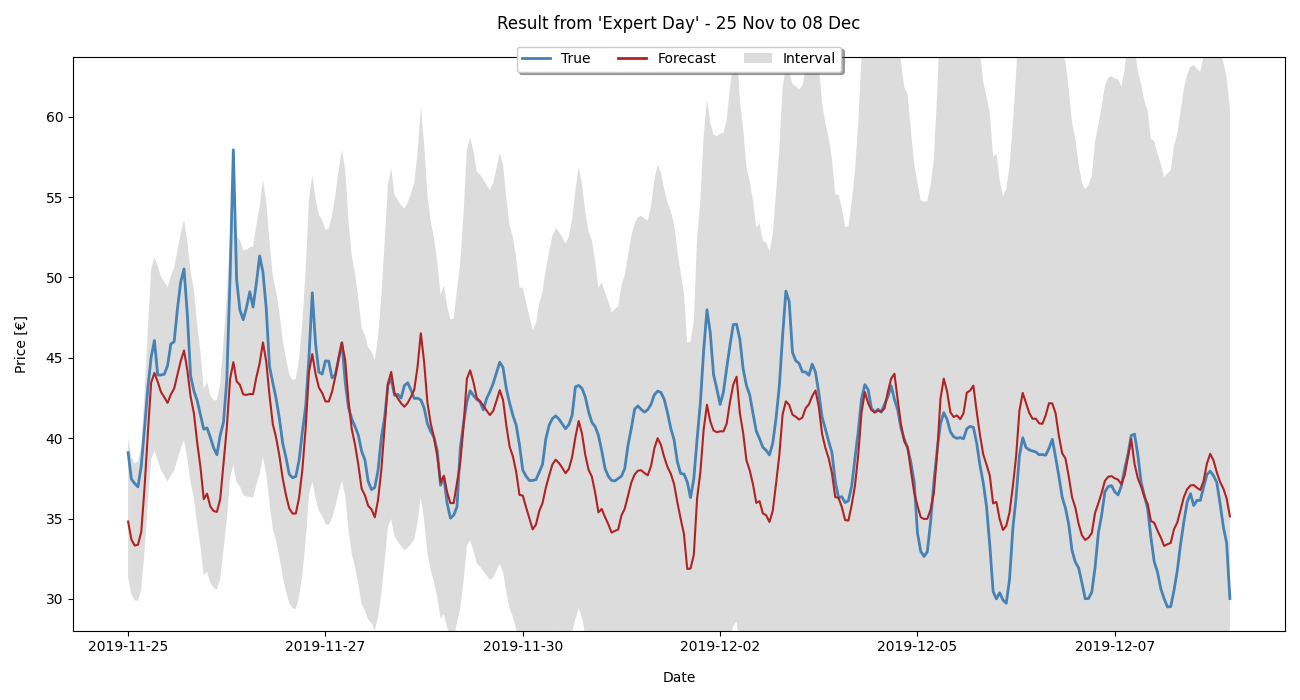 Result from 'Expert Day' - 25 Nov to 08 Dec
True Forecast Interval
60
55
50
45
40
35
30
Price [€]
2019-11-25 2019-11-27 2019-11-30 2019-12-02 2019-12-05 2019-12-07
Date